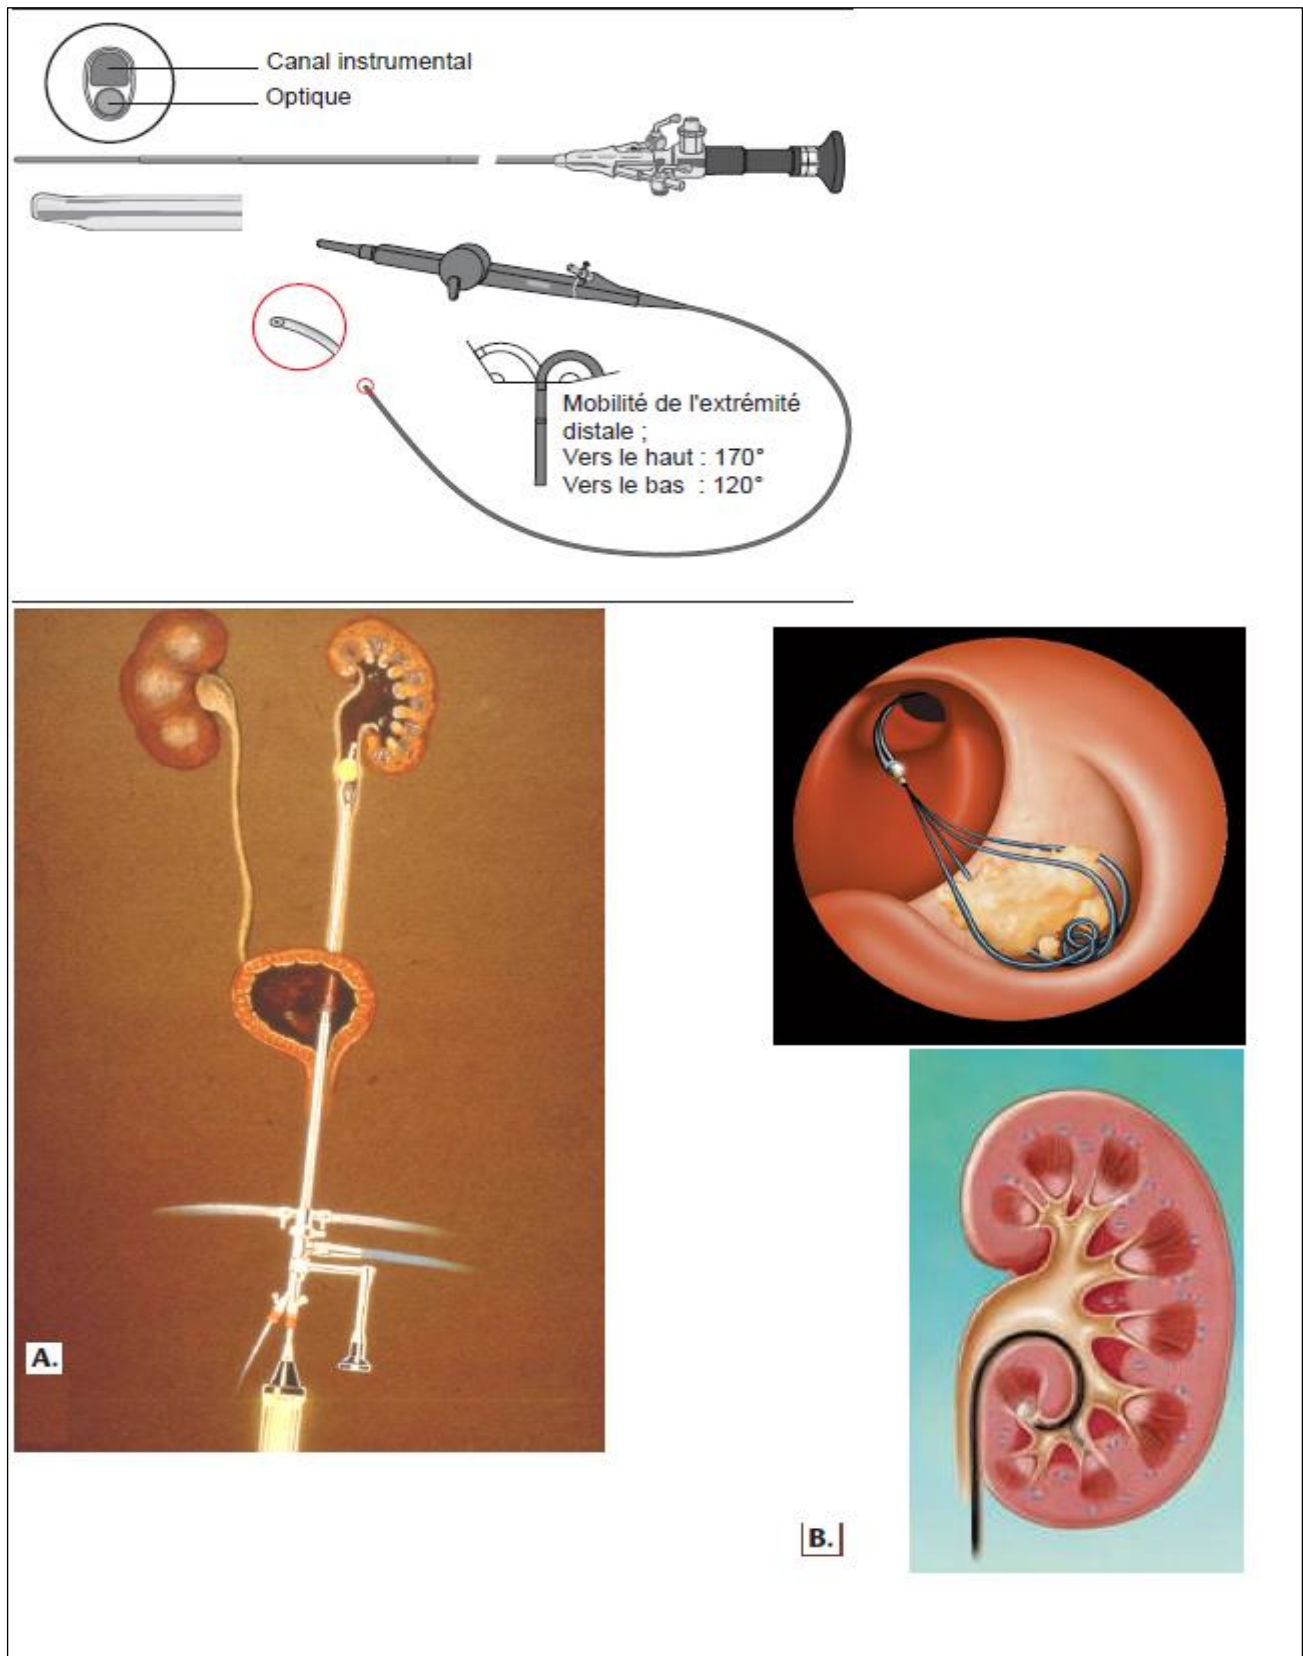 Canal instrumental
Optique
Mobilité de l'extrémité
distale ;
Vers le haut : 170°
Vers le bas  : 120°
A.
B.